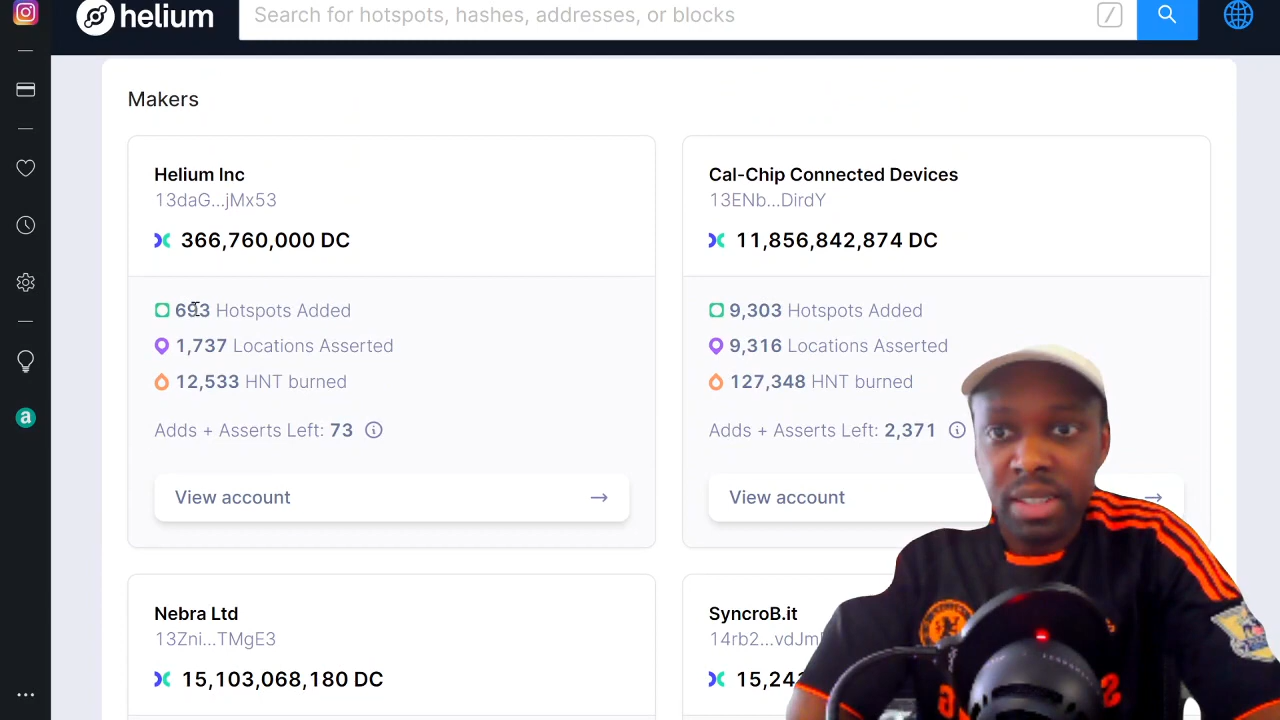 helium
Search for hotspots, hashes, addresses, or blocks
/
Makers
Helium Inc
13daG...jMx53
366,760,000 DC
693 Hotspots Added
1,737 Locations Asserted
12,533 HNT burned
Adds + Asserts Left: 73
View account
Cal-Chip Connected Devices
13ENb...DirdY
11,856,842,874 DC
9,303 Hotspots Added
9,316 Locations Asserted
127,348 HNT burned
Adds + Asserts Left: 2,371
View account
Nebra Ltd
13Zni...TMgE3
15,103,068,180 DC
SyncroB.it
14rb2...vdJm
15,24
a